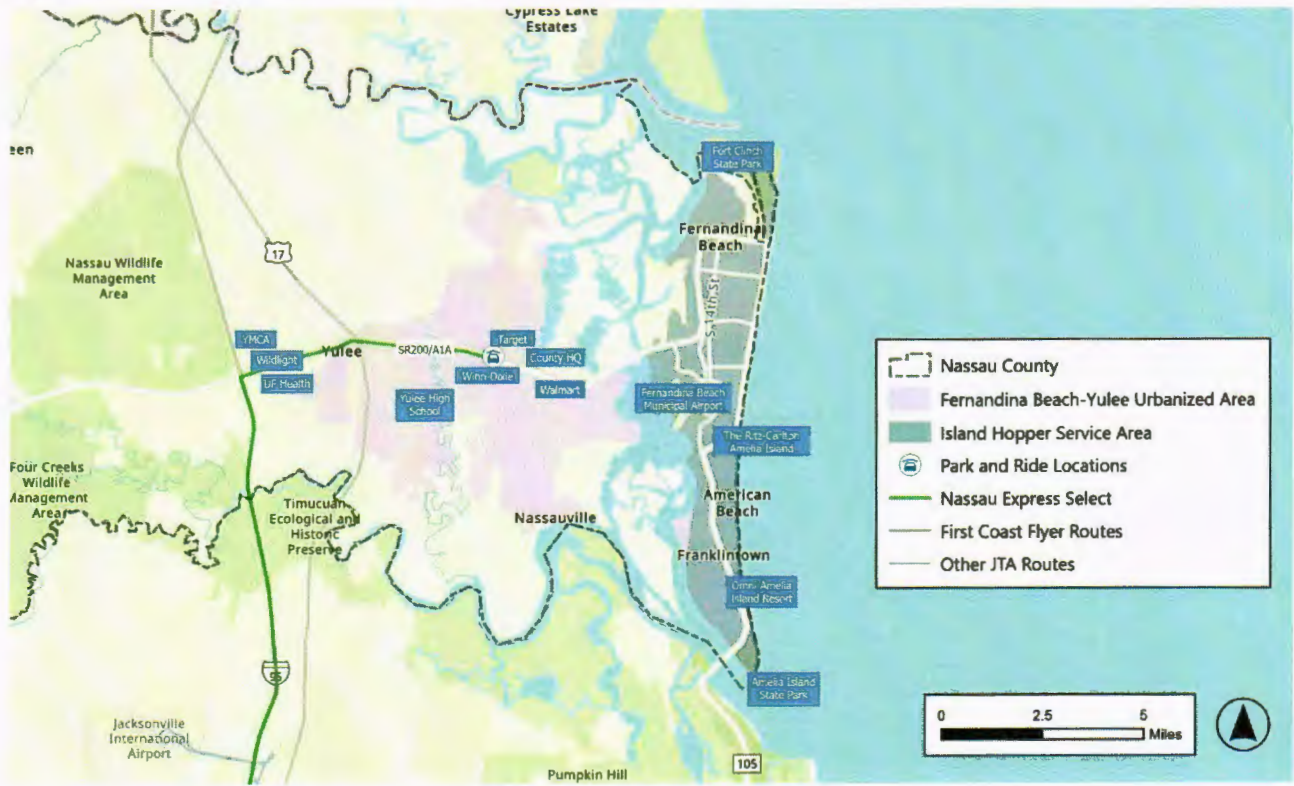 Cypress Lake
Estates
een
Fort Clinch
State Park
Fernandina
Beach
17
Nassau Wildlife
Management
Area
S 14th St
YMCA
Wildlight
UF Health
Yulee
SR200/A1A
Target
County HQ
Winn-Dixie
Walmart
Yulee High
School
Fernandina Beach
Municipal Airport
The Ritz-Carlton
Amelia Island
Four Creeks
Wildlife
Management
Area
Timucuan
Ecological and
Historic
Preserve
Nassauville
American
Beach
Franklintown
Omni Amelia
Island Resort
Amelia Island
State Park
95
Jacksonville
International
Airport
Pumpkin Hill
105
Nassau County
Fernandina Beach-Yulee Urbanized Area
Island Hopper Service Area
Park and Ride Locations
Nassau Express Select
First Coast Flyer Routes
Other JTA Routes
0 2.5 5
Miles